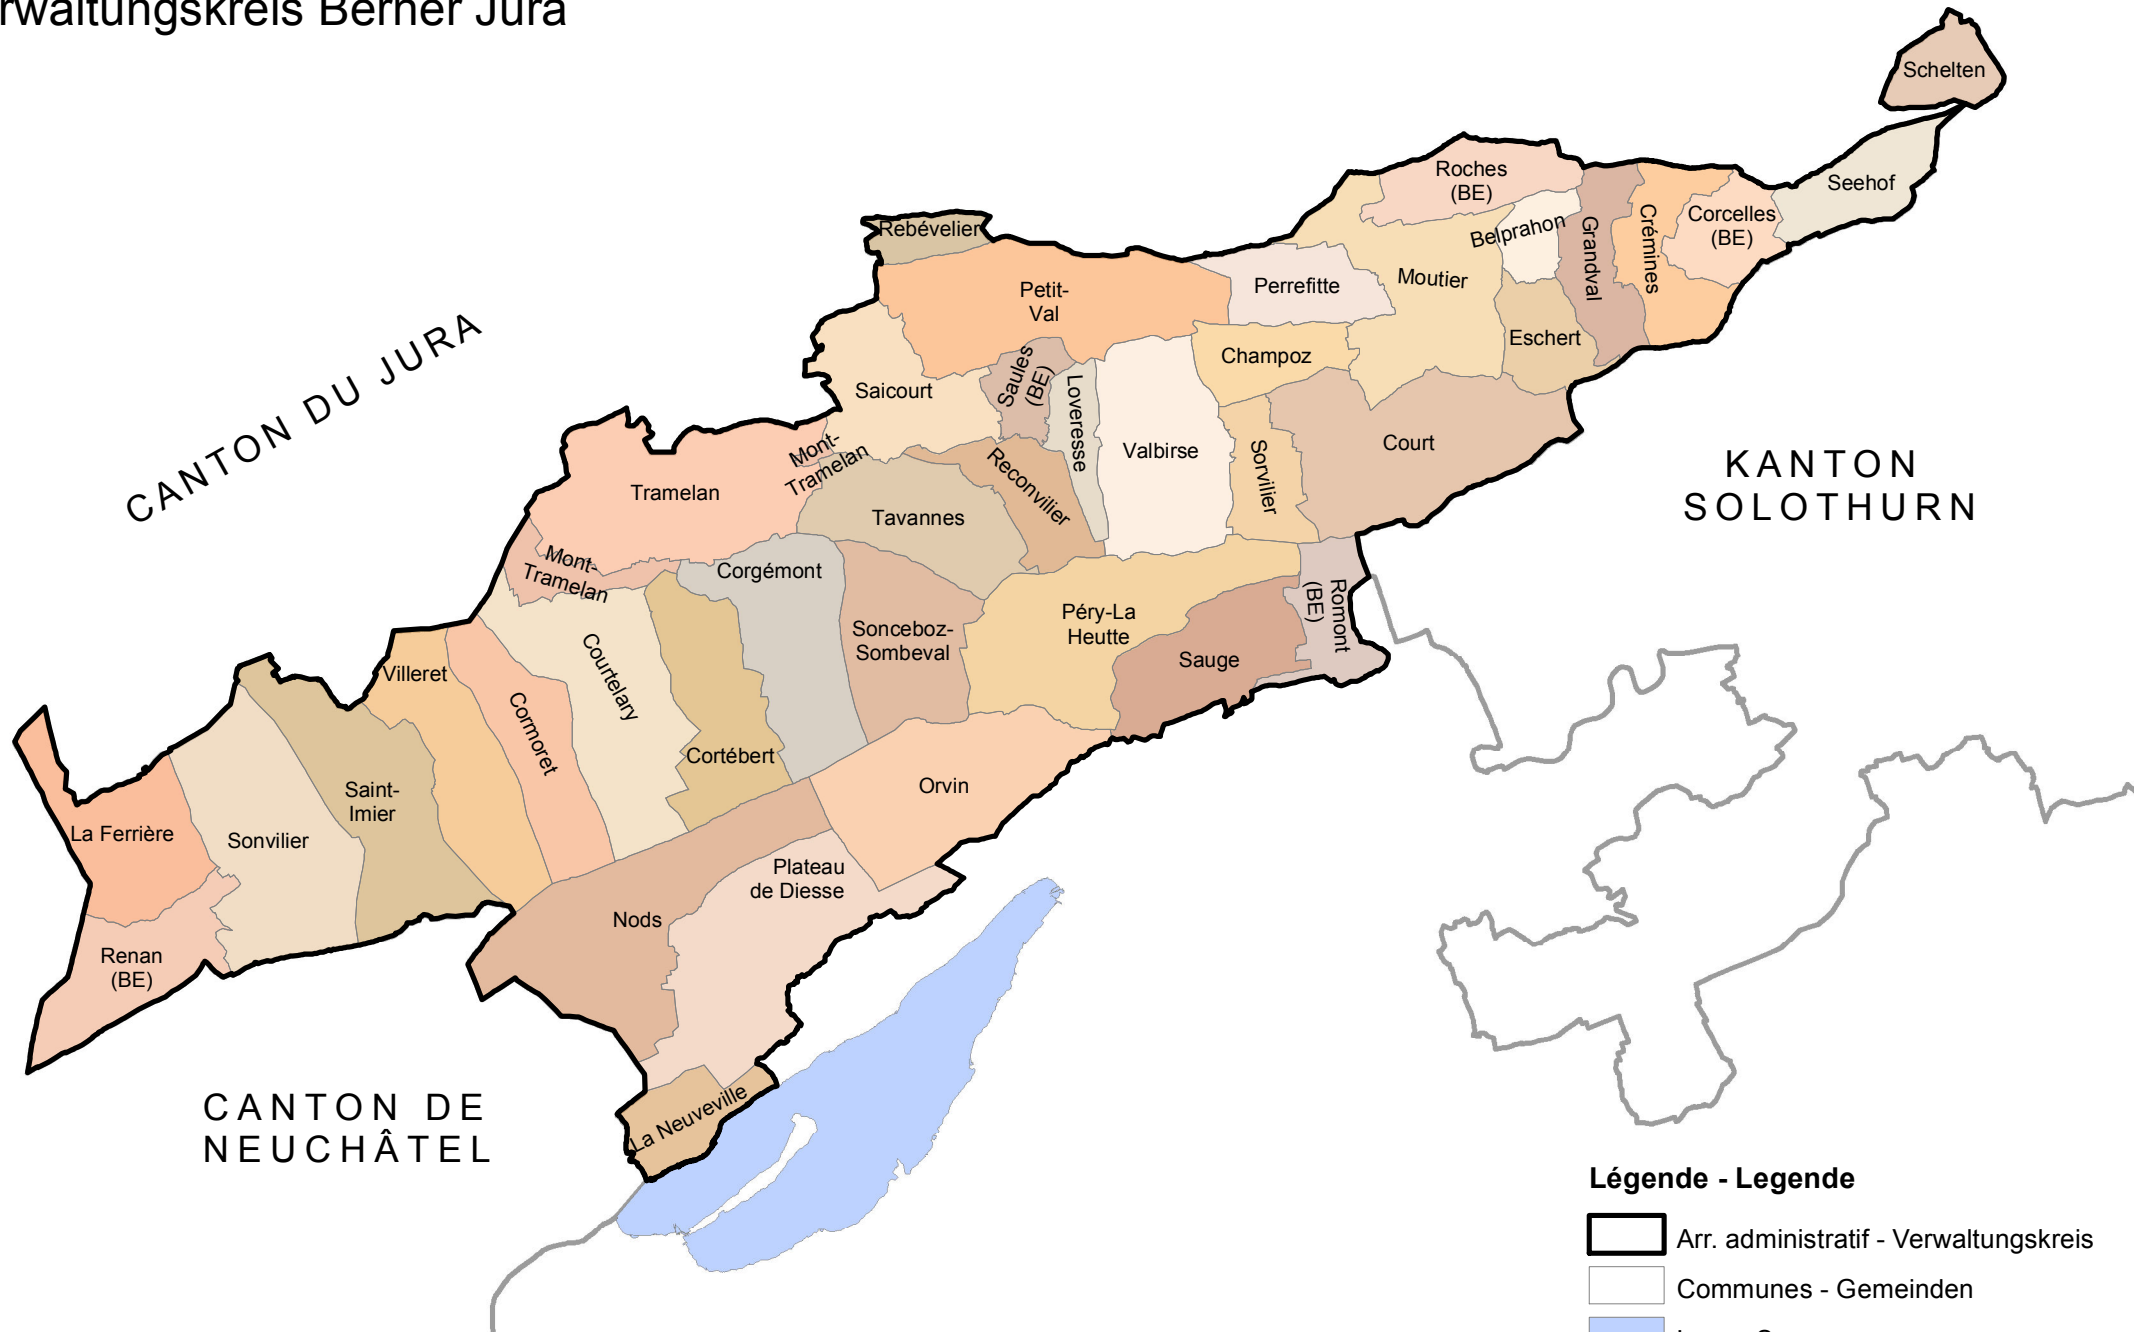 rwaltungskreis Berner Jura
Schelten
Seehof
Roches
(BE)
Corcelles
(BE)
Crémines
Grandval
Belprahon
Rebévelier
Moutier
Perrefitte
Petit-
Val
Eschert
Champoz
CANTON DU JURA
Saules
(BE)
Saicourt
Loveresse
Valbirse
Court
Mont-
Tramelan
Reconvilier
Sorvilier
KANTON
SOLOTHURN
Tramelan
Tavannes
Mont-
Tramelan
Corgémont
Péry-La
Heutte
Romont
(BE)
Sonceboz-
Sombeval
Sauge
Courtelary
Villeret
Cormoret
Cortébert
Orvin
Saint-
Imier
La Ferrière
Sonvilier
Plateau
de Diesse
Nods
Renan
(BE)
La Neuveville
CANTON DE
NEUCHÂTEL
Légende - Legende
Arr. administratif - Verwaltungskreis
Communes - Gemeinden